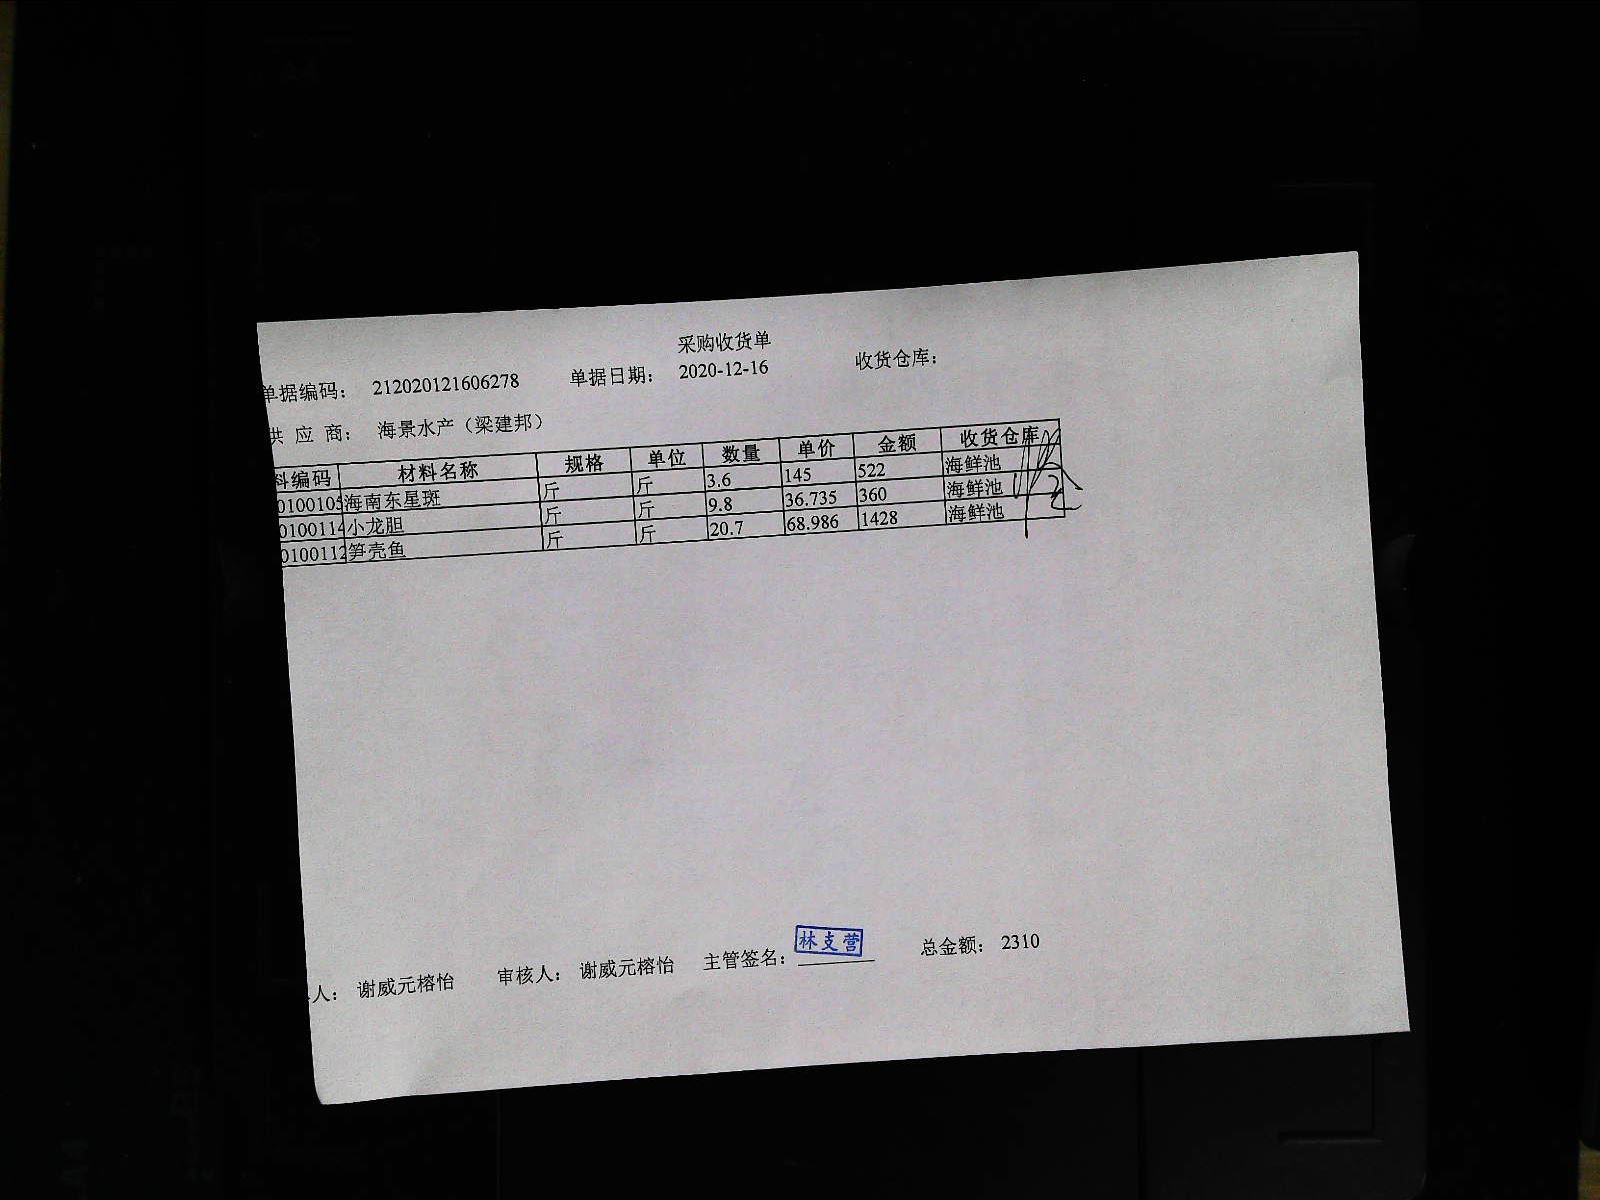 采购收货单
单据编码： 212020121606278 单据日期： 2020-12-16 收货仓库：
供 应 商： 海景水产（梁建邦）
料编码 材料名称 规格 单位 数量 单价 金额 收货仓库
0100105 海南东星斑 斤 斤 3.6 145 522 海鲜池
0100114 小龙胆 斤 斤 9.8 36.735 360 海鲜池
0100112 笋壳鱼 斤 斤 20.7 68.986 1428 海鲜池
人： 谢威元榕怡 审核人： 谢威元榕怡 主管签名： 林支营 总金额： 2310